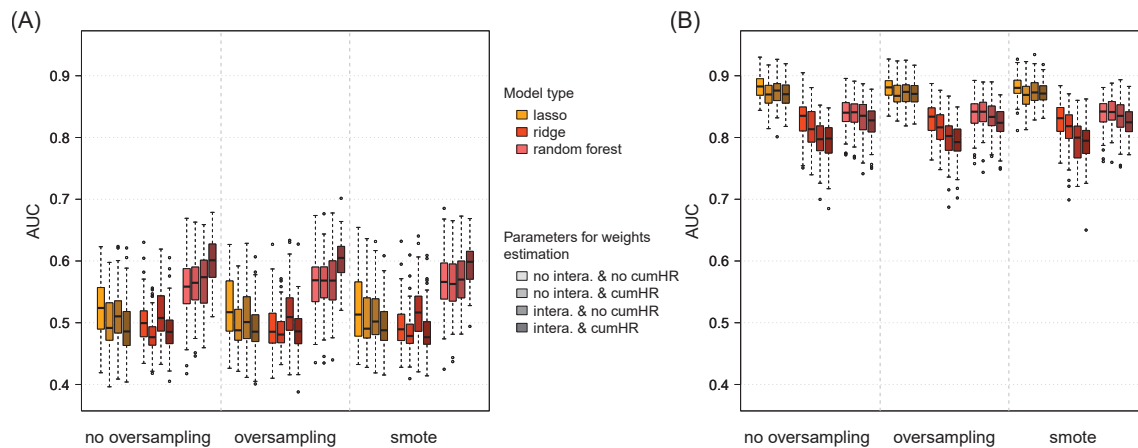 (A)
AUC
0.9
0.8
0.7
0.6
0.5
0.4
no oversampling
oversampling
smote
Model type
lasso
ridge
random forest
Parameters for weights
estimation
no intera. & no cumHR
no intera. & cumHR
intera. & no cumHR
intera. & cumHR
(B)
AUC
0.9
0.8
0.7
0.6
0.5
0.4
no oversampling
oversampling
smote